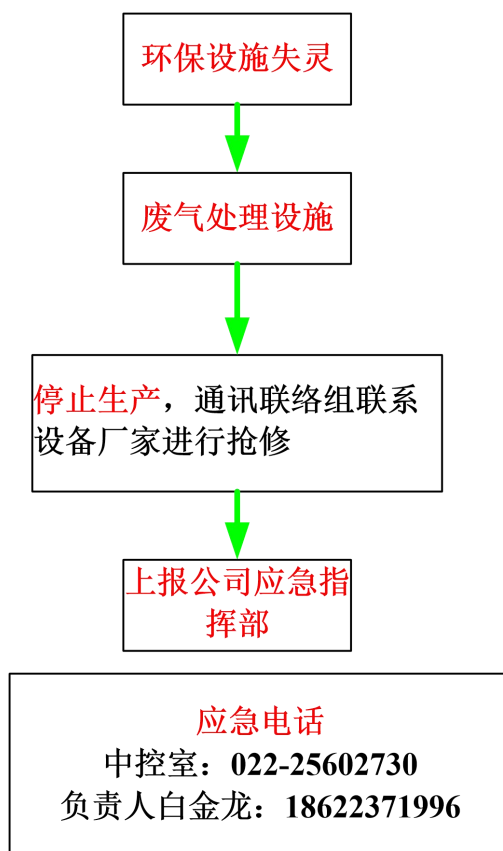 环保设施失灵
废气处理设施
停止生产，通讯联络组联系
设备厂家进行抢修
上报公司应急指
挥部
应急电话
中控室：022-25602730
负责人白金龙：18622371996